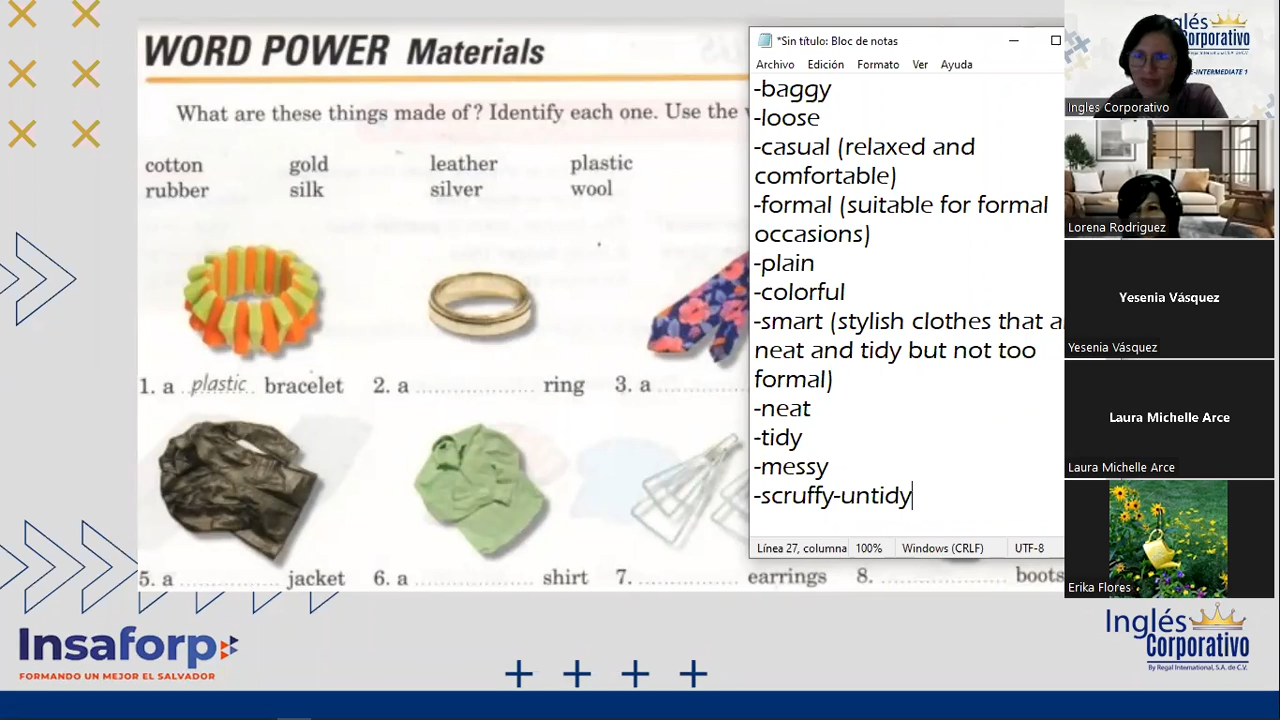 WORD POWER Materials
What are these things made of? Identify each one. Use the
cotton gold leather plastic
rubber silk silver wool
1. a plastic bracelet 2. a ring 3. a
5. a jacket 6. a shirt 7. earrings 8. boots
*Sin título: Bloc de notas
Archivo Edición Formato Ver Ayuda
-baggy
-loose
-casual (relaxed and
comfortable)
-formal (suitable for formal
occasions)
-plain
-colorful
-smart (stylish clothes that a
neat and tidy but not too
formal)
-neat
-tidy
-messy
-scruffy-untidy
Línea 27, columna 100% Windows (CRLF) UTF-8
Inglés
Corporativo
E-INTERMEDIATE 1
Ingles Corporativo
Lorena Rodriguez
Yesenia Vásquez
Yesenia Vásquez
Laura Michelle Arce
Laura Michelle Arce
Erika Flores
Insaforp
FORMANDO UN MEJOR EL SALVADOR
Inglés
Corporativo
By Regal International, S.A. de C.V.